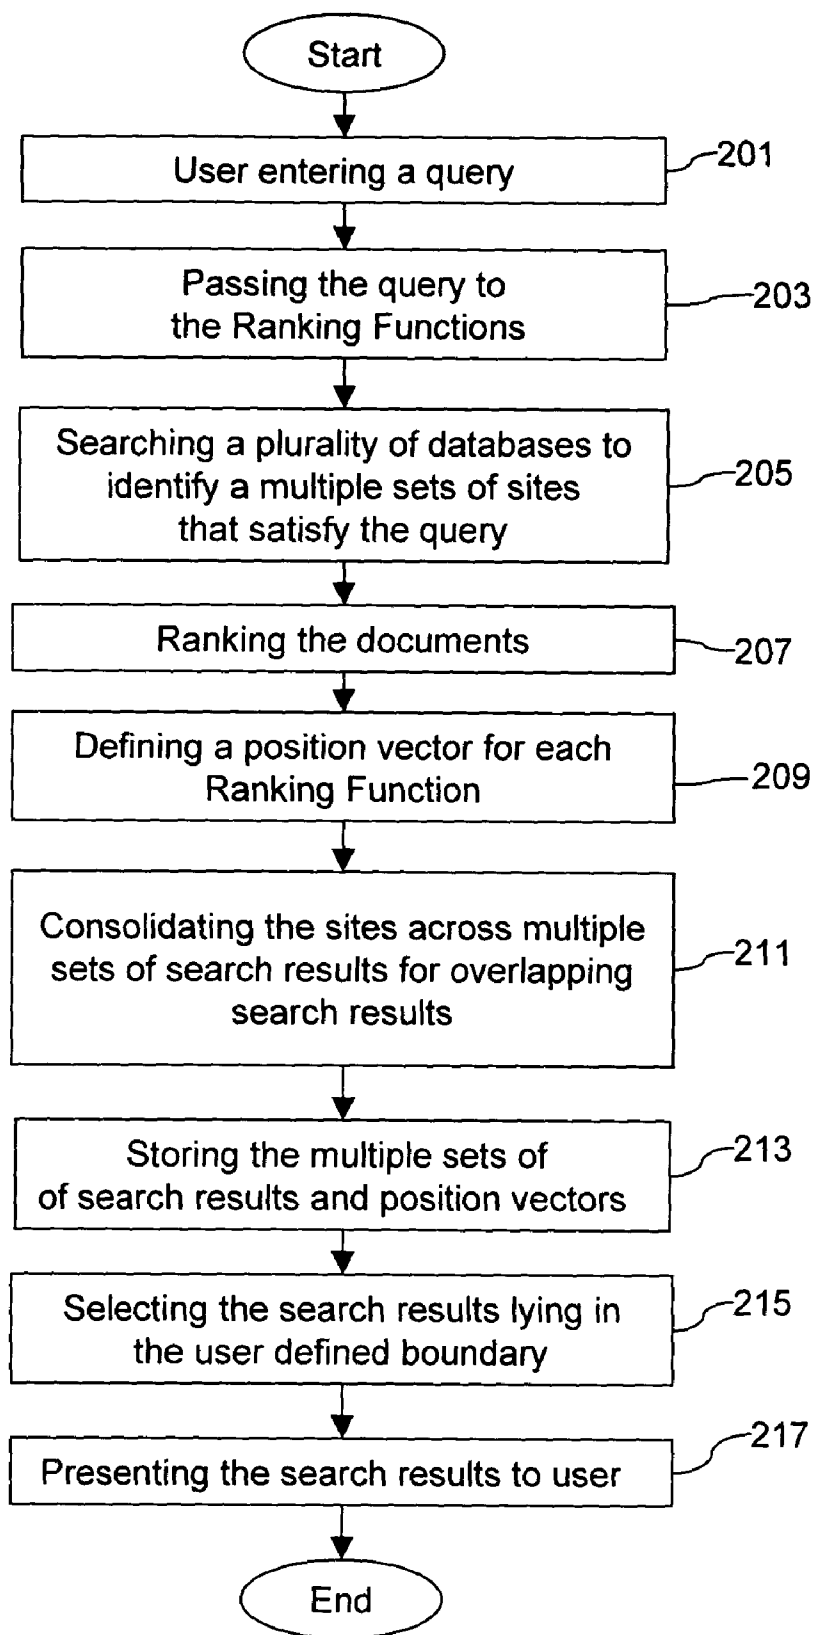 Start
User entering a query
201
Passing the query to
the Ranking Functions
203
Searching a plurality of databases to
identify a multiple sets of sites
that satisfy the query
205
Ranking the documents
207
Defining a position vector for each
Ranking Function
209
Consolidating the sites across multiple
sets of search results for overlapping
search results
211
Storing the multiple sets of
of search results and position vectors
213
Selecting the search results lying in
the user defined boundary
215
Presenting the search results to user
217
End